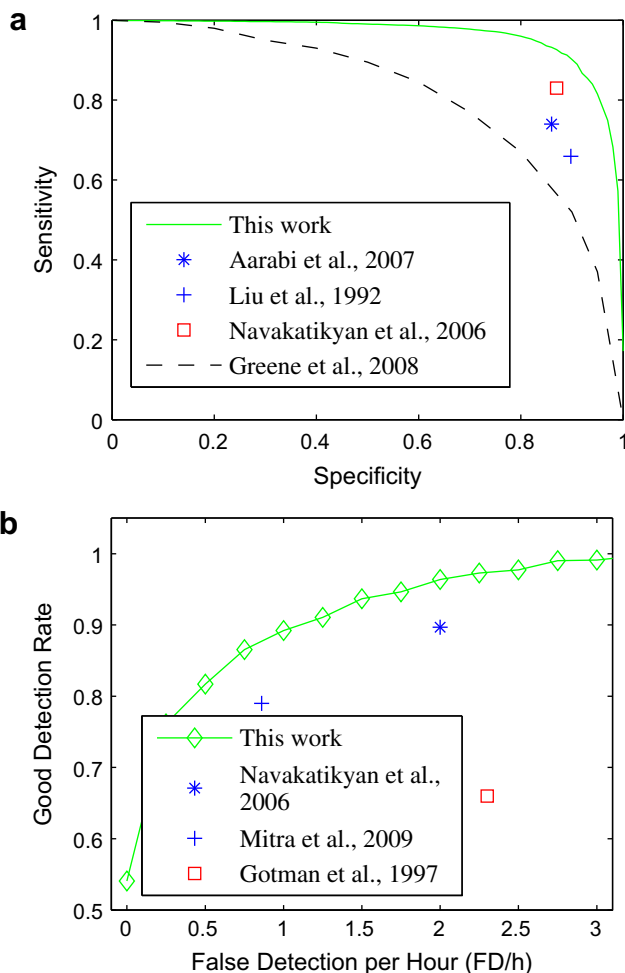 a
1
0.8
0.6
0.4
0.2
0
Sensitivity
This work
Aarabi et al., 2007
Liu et al., 1992
Navakatikyan et al., 2006
Greene et al., 2008
0 0.2 0.4 0.6 0.8 1
Specificity
b
1
0.9
0.8
0.7
0.6
0.5
Good Detection Rate
This work
Navakatikyan et al.,
2006
Mitra et al., 2009
Gotman et al., 1997
0 0.5 1 1.5 2 2.5 3
False Detection per Hour (FD/h)